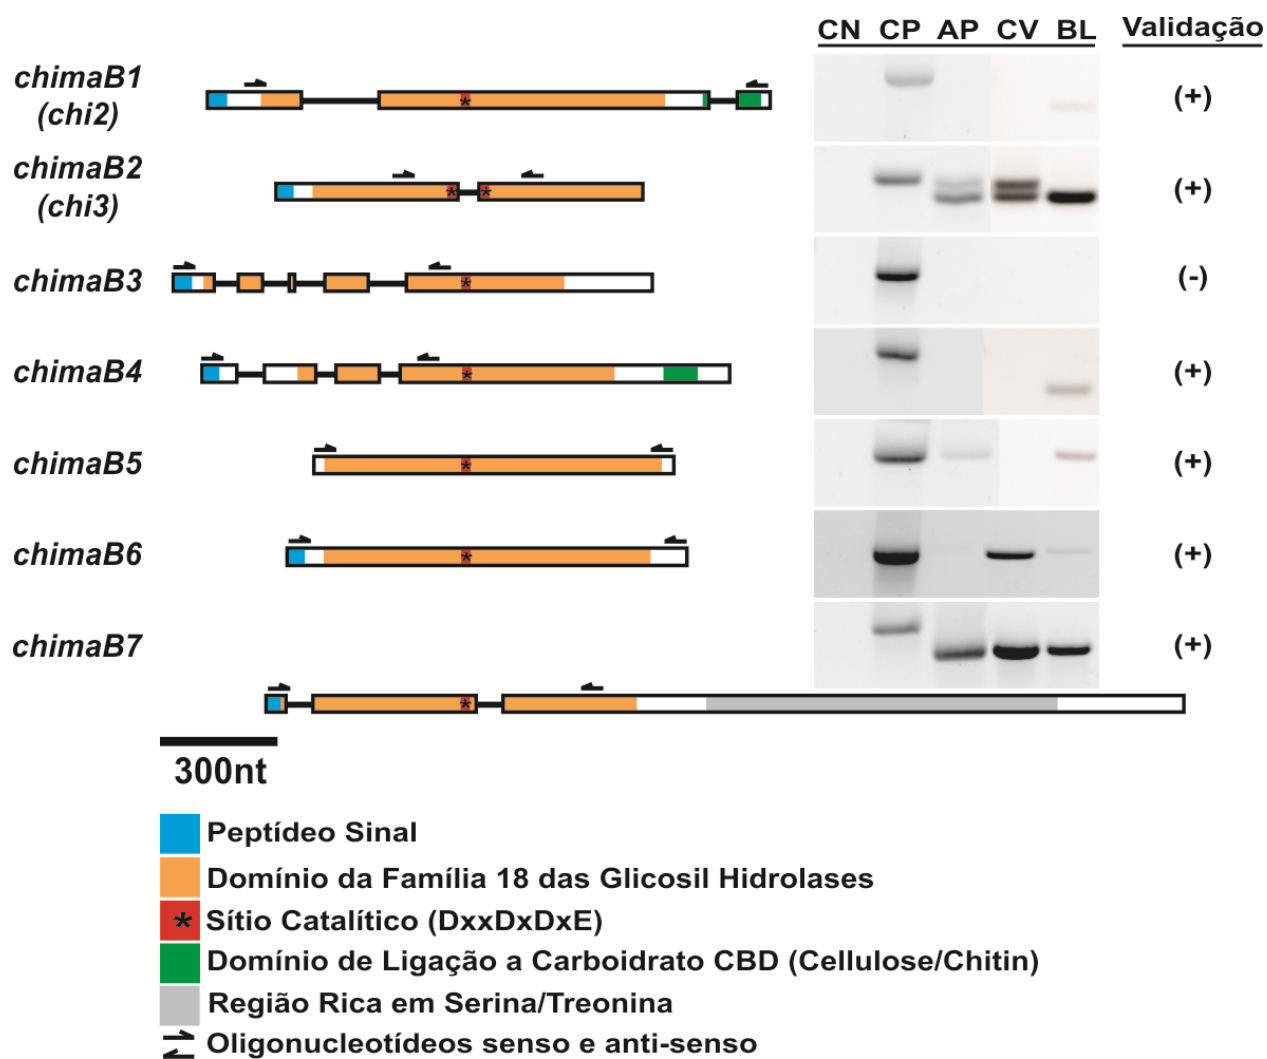 CN CP AP CV BL Validação
chimaB1
(chi2)
(+)
chimaB2
(chi3)
(+)
chimaB3
(-)
chimaB4
(+)
chimaB5
(+)
chimaB6
(+)
chimaB7
(+)
300nt
Peptídeo Sinal
Domínio da Família 18 das Glicosil Hidrolases
* Sítio Catalítico (DxxDxDxE)
Domínio de Ligação a Carboidrato CBD (Cellulose/Chitin)
Região Rica em Serina/Treonina
Oligonucleotídeos senso e anti-senso